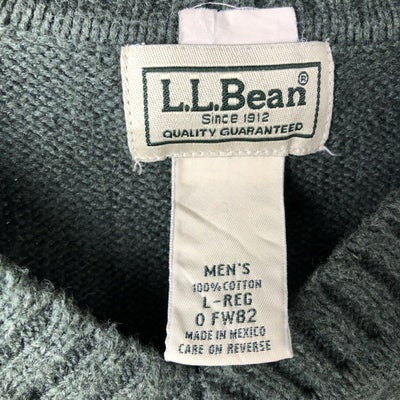 L.L.Bean®
Since 1912
QUALITY GUARANTEED
MEN'S
100% COTTON
L-REG
0 FW82
MADE IN MEXICO
CARE ON REVERSE